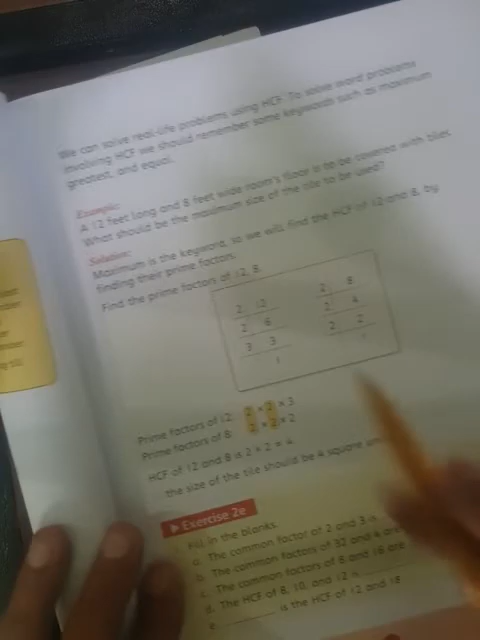 We can solve real-life problems using HCF. To solve word problems
involving HCF we should remember some keywords such as maximum
greatest, and equal.
Example:
A 12 feet long and 8 feet wide room's floor is to be covered with tiles
What should be the maximum size of the tile to be used?
Solution:
Maximum is the keyword, so we will find the HCF of 12 and 8, by
finding their prime factors.
Find the prime factors of 12, 8.
2 12
2 6
3 3
1
2 8
2 4
2 2
1
Prime factors of 12: 2 × 2 × 3
Prime factors of 8: 2 × 2 × 2
HCF of 12 and 8 is 2 × 2 = 4
the size of the tile should be 4 square
Exercise 2e
Fill in the blanks.
a. The common factor of 2 and 3 is
b. The common factors of 32 and 4 are
c. The common factors of 8 and 16 are
d. The HCF of 8, 10, and 12 is
e. is the HCF of 12 and 18